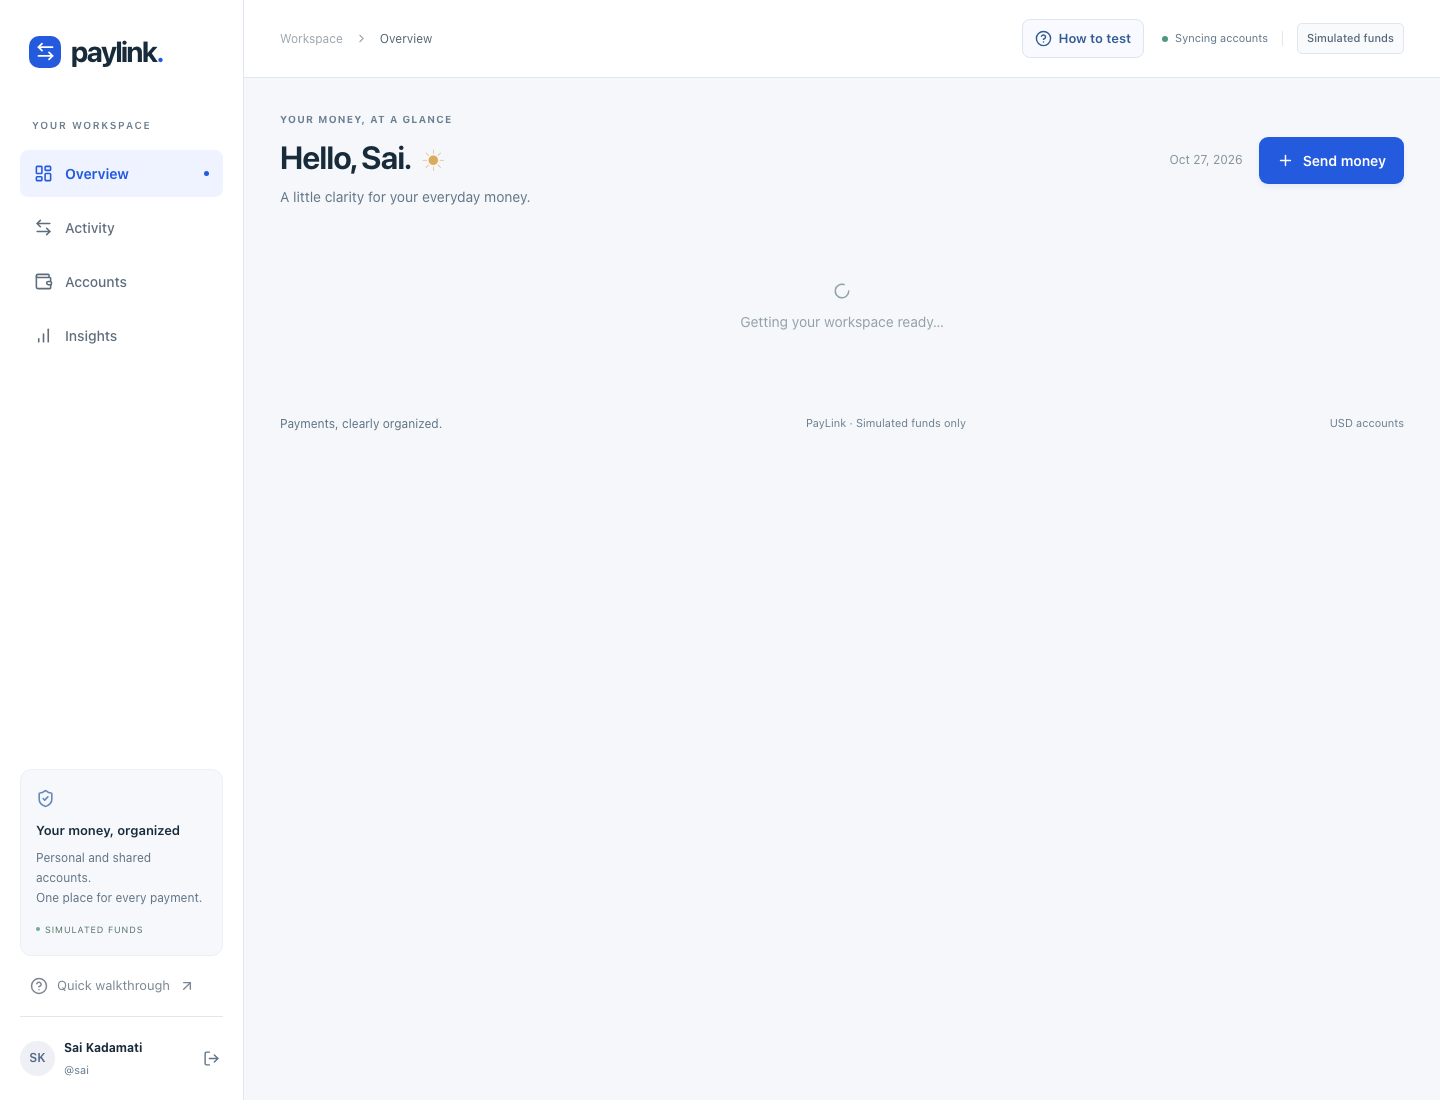 paylink.
YOUR WORKSPACE
Overview
Activity
Accounts
Insights
Your money, organized
Personal and shared
accounts.
One place for every payment.
SIMULATED FUNDS
Quick walkthrough
SK
Sai Kadamati
@sai
Workspace
Overview
How to test
Syncing accounts
Simulated funds
YOUR MONEY, AT A GLANCE
Hello, Sai.
A little clarity for your everyday money.
Oct 27, 2026
Send money
Getting your workspace ready...
Payments, clearly organized.
PayLink · Simulated funds only
USD accounts